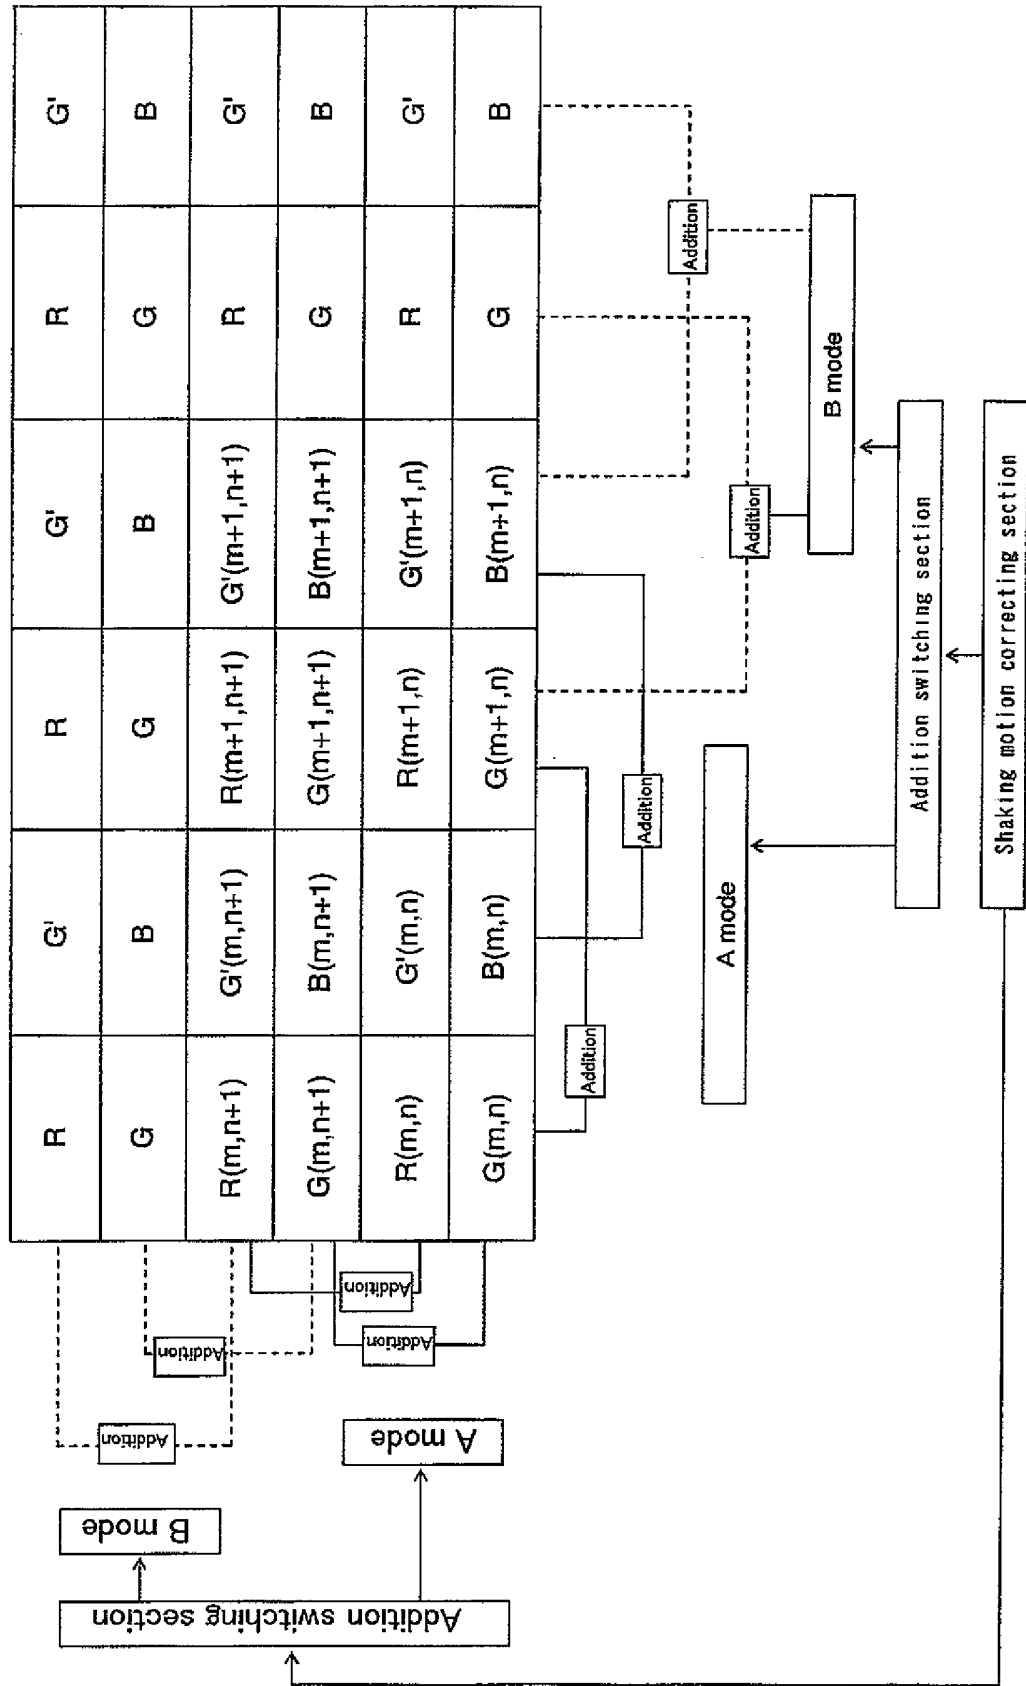 R G' R G' R G'
G B G B G B
R(m,n+1) G'(m,n+1) R(m+1,n+1) G'(m+1,n+1) R G'
G(m,n+1) B(m,n+1) G(m+1,n+1) B(m+1,n+1) G B
R(m,n) G'(m,n) R(m+1,n) G'(m+1,n) R G'
G(m,n) B(m,n) G(m+1,n) B(m+1,n) G B
Addition switching section
B mode
A mode
Addition
Addition
Addition
Addition
Addition
Addition
Addition
Addition
A mode
B mode
Addition switching section
Shaking motion correcting section